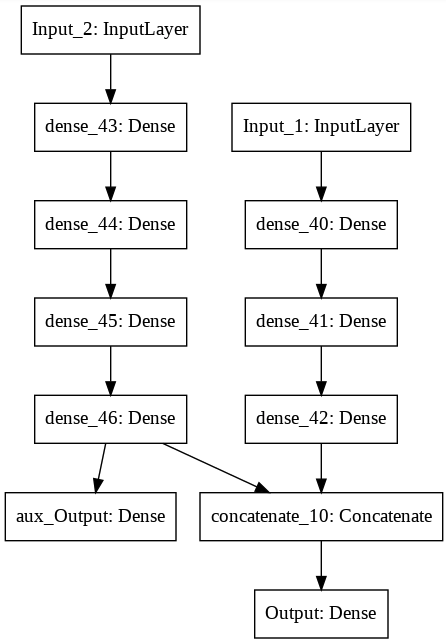 Input_2: InputLayer
dense_43: Dense
Input_1: InputLayer
dense_44: Dense
dense_40: Dense
dense_45: Dense
dense_41: Dense
dense_46: Dense
dense_42: Dense
aux_Output: Dense
concatenate_10: Concatenate
Output: Dense